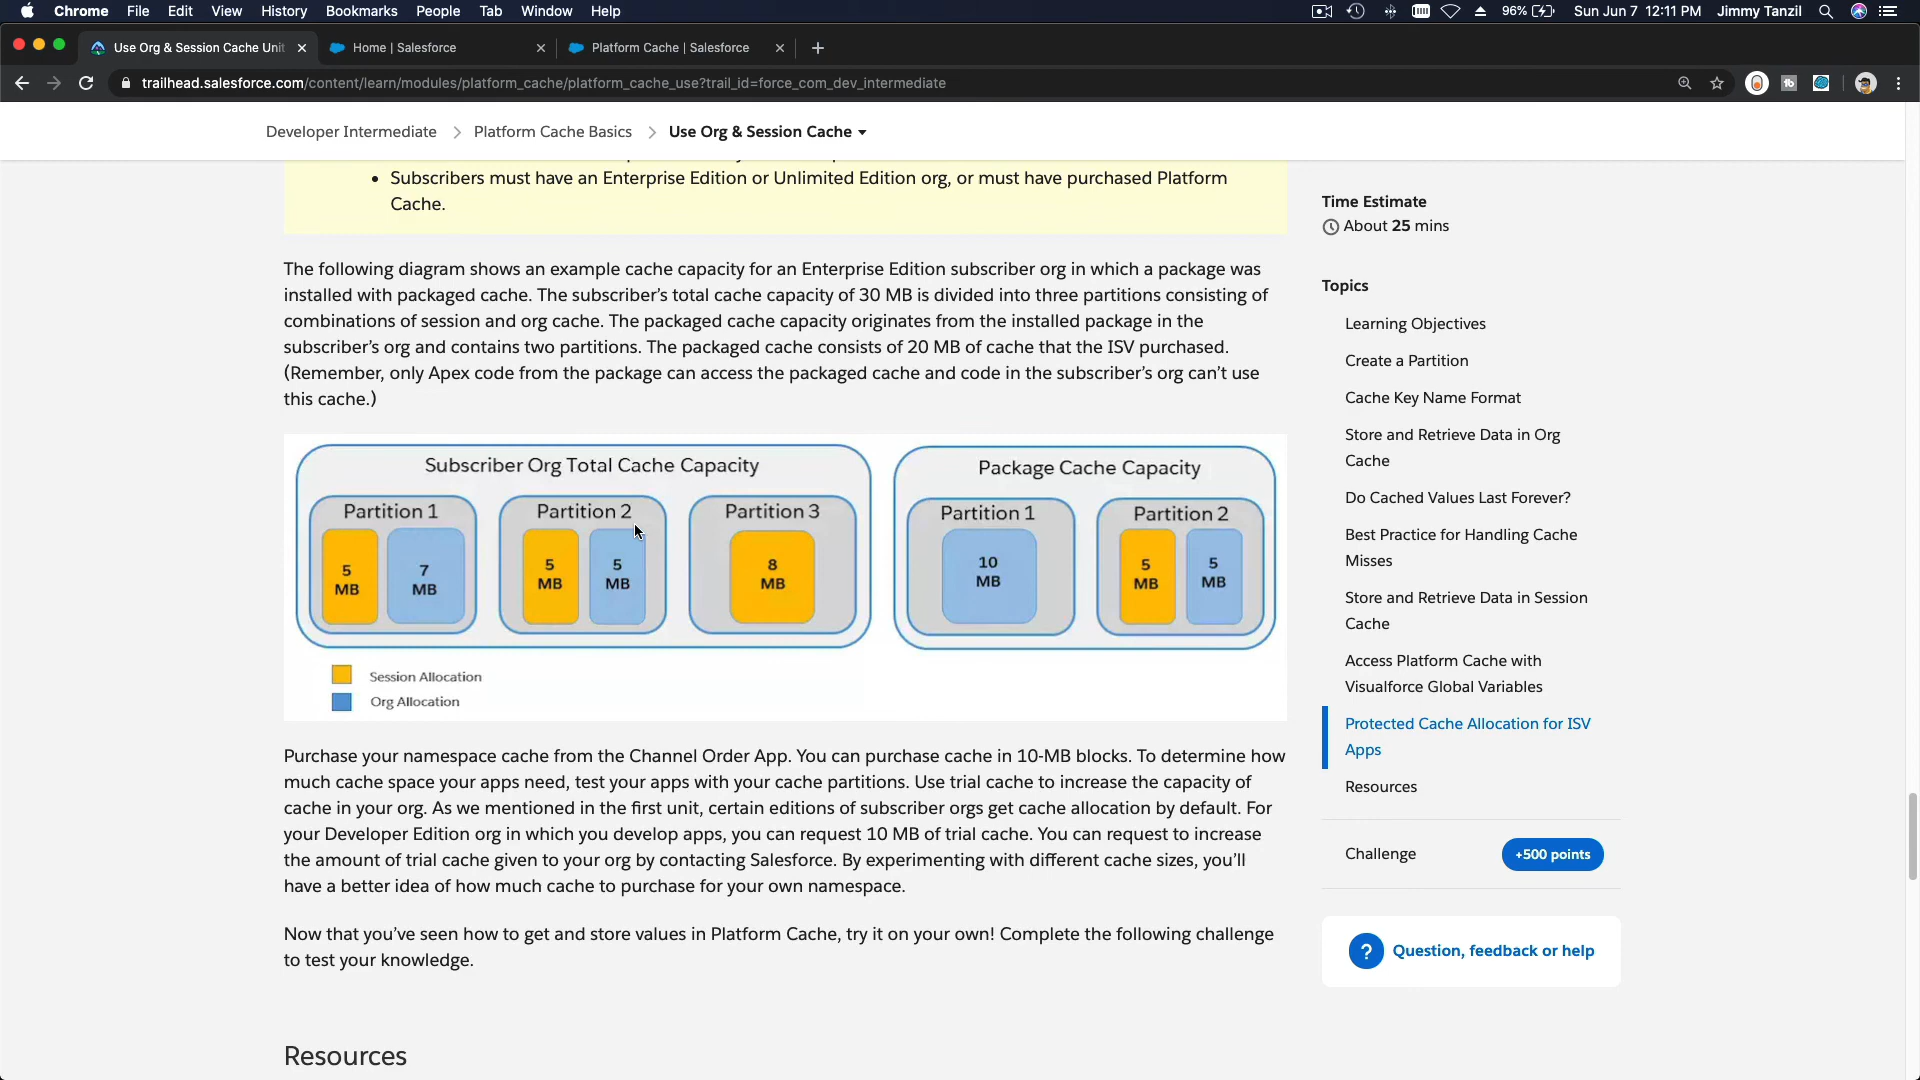 Chrome File Edit View History Bookmarks People Tab Window Help 96% Sun Jun 7 12:11 PM Jimmy Tanzil
Use Org & Session Cache Unit Home | Salesforce Platform Cache | Salesforce
trailhead.salesforce.com/content/learn/modules/platform_cache/platform_cache_use?trail_id=force_com_dev_intermediate
Developer Intermediate Platform Cache Basics Use Org & Session Cache
• Subscribers must have an Enterprise Edition or Unlimited Edition org, or must have purchased Platform
Cache.
The following diagram shows an example cache capacity for an Enterprise Edition subscriber org in which a package was
installed with packaged cache. The subscriber’s total cache capacity of 30 MB is divided into three partitions consisting of
combinations of session and org cache. The packaged cache capacity originates from the installed package in the
subscriber’s org and contains two partitions. The packaged cache consists of 20 MB of cache that the ISV purchased.
(Remember, only Apex code from the package can access the packaged cache and code in the subscriber’s org can’t use
this cache.)
Subscriber Org Total Cache Capacity
Partition 1
5
MB
7
MB
Partition 2
5
MB
5
MB
Partition 3
8
MB
Package Cache Capacity
Partition 1
10
MB
Partition 2
5
MB
5
MB
Session Allocation
Org Allocation
Purchase your namespace cache from the Channel Order App. You can purchase cache in 10-MB blocks. To determine how
much cache space your apps need, test your apps with your cache partitions. Use trial cache to increase the capacity of
cache in your org. As we mentioned in the first unit, certain editions of subscriber orgs get cache allocation by default. For
your Developer Edition org in which you develop apps, you can request 10 MB of trial cache. You can request to increase
the amount of trial cache given to your org by contacting Salesforce. By experimenting with different cache sizes, you’ll
have a better idea of how much cache to purchase for your own namespace.
Now that you’ve seen how to get and store values in Platform Cache, try it on your own! Complete the following challenge
to test your knowledge.
Resources
Time Estimate
About 25 mins
Topics
Learning Objectives
Create a Partition
Cache Key Name Format
Store and Retrieve Data in Org
Cache
Do Cached Values Last Forever?
Best Practice for Handling Cache
Misses
Store and Retrieve Data in Session
Cache
Access Platform Cache with
Visualforce Global Variables
Protected Cache Allocation for ISV
Apps
Resources
Challenge +500 points
? Question, feedback or help